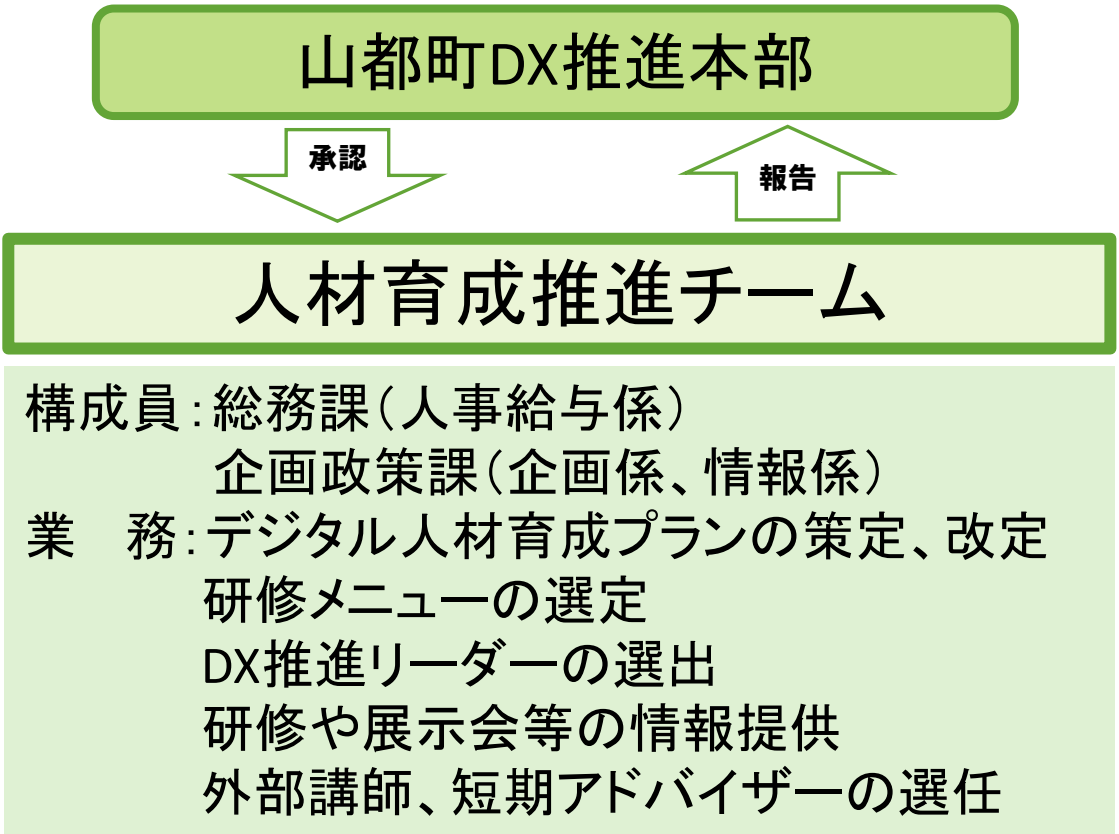 山都町DX推進本部
承認
報告
人材育成推進チーム
構成員：総務課（人事給与係）
企画政策課（企画係、情報係）
業　務：デジタル人材育成プランの策定、改定
研修メニューの選定
DX推進リーダーの選出
研修や展示会等の情報提供
外部講師、短期アドバイザーの選任